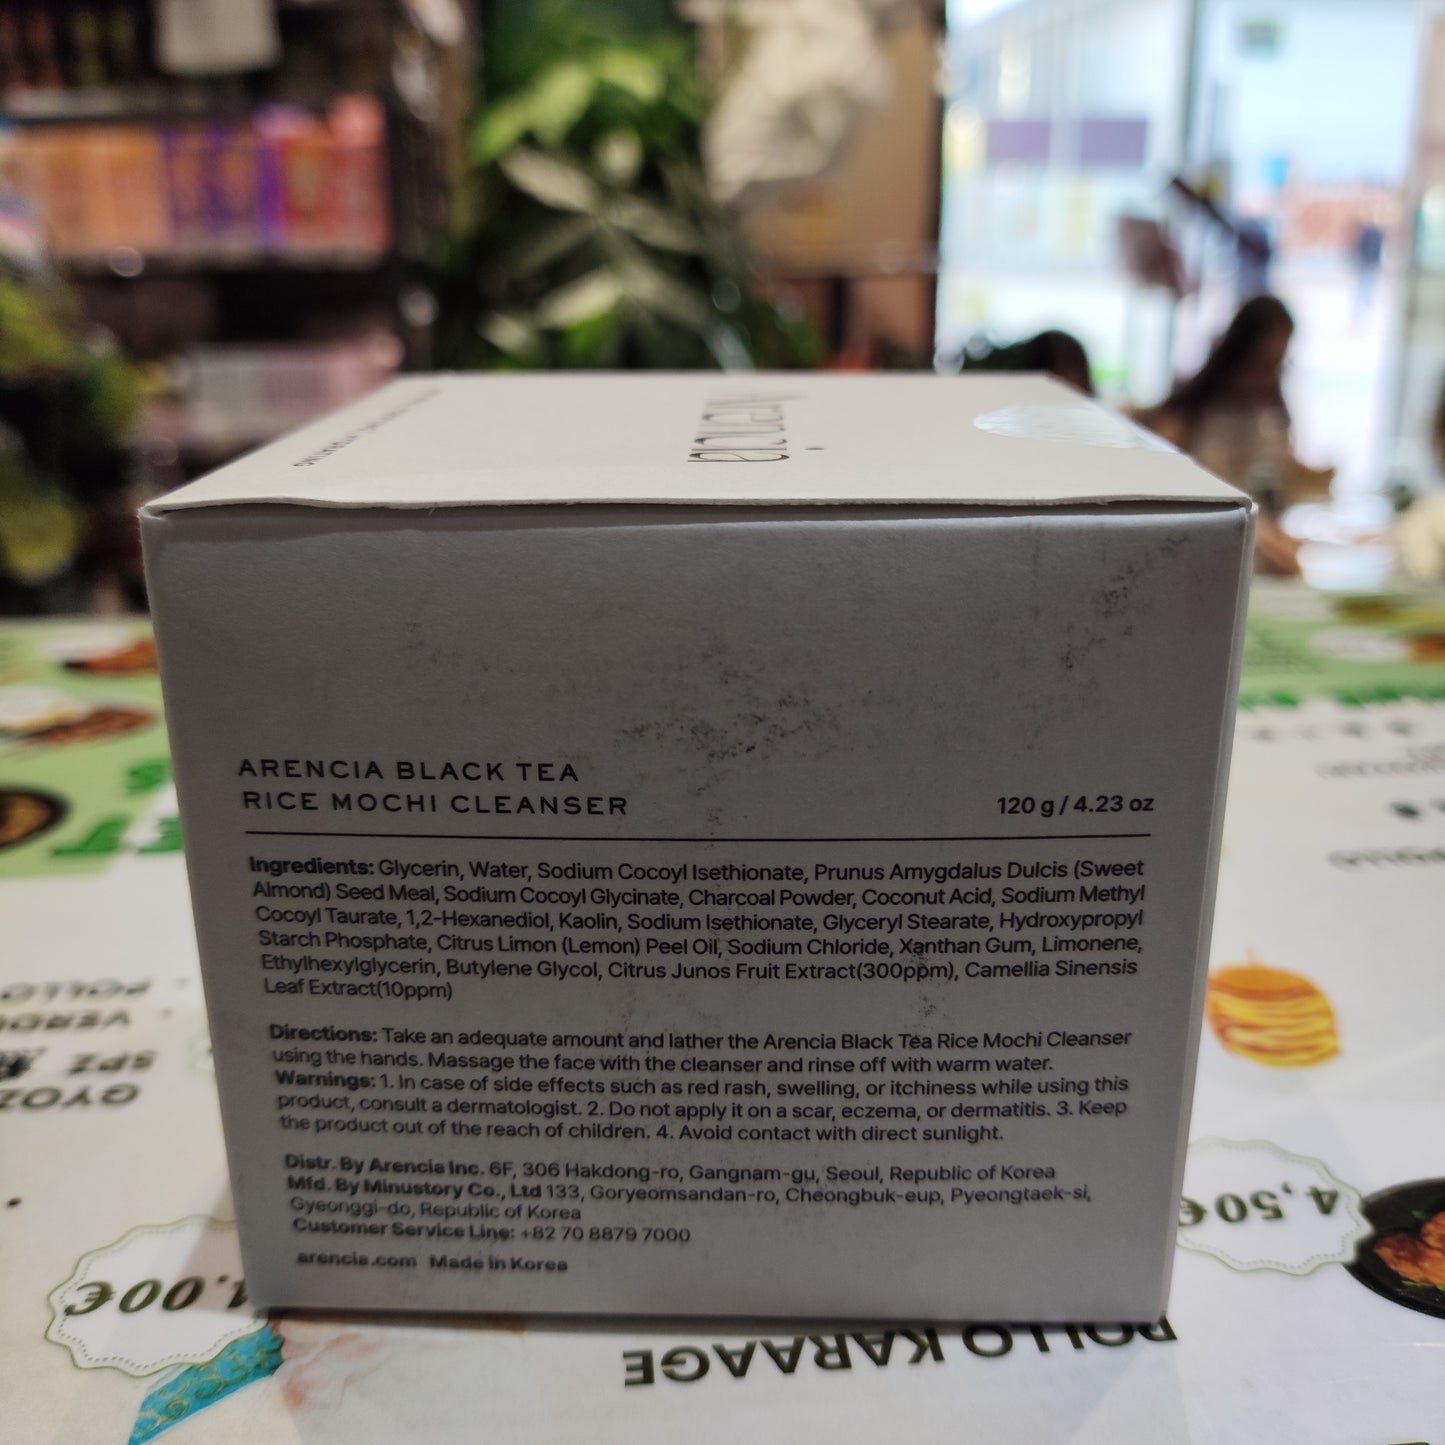 Arencia
ARENCIA BLACK TEA
RICE MOCHI CLEANSER
120 g / 4.23 oz
Ingredients: Glycerin, Water, Sodium Cocoyl Isethionate, Prunus Amygdalus Dulcis (Sweet
Almond) Seed Meal, Sodium Cocoyl Glycinate, Charcoal Powder, Coconut Acid, Sodium Methyl
Cocoyl Taurate, 1,2-Hexanediol, Kaolin, Sodium Isethionate, Glyceryl Stearate, Hydroxypropyl
Starch Phosphate, Citrus Limon (Lemon) Peel Oil, Sodium Chloride, Xanthan Gum, Limonene,
Ethylhexylglycerin, Butylene Glycol, Citrus Junos Fruit Extract(300ppm), Camellia Sinensis
Leaf Extract(10ppm)
Directions: Take an adequate amount and lather the Arencia Black Tea Rice Mochi Cleanser
using the hands. Massage the face with the cleanser and rinse off with warm water.
Warnings: 1. In case of side effects such as red rash, swelling, or itchiness while using this
product, consult a dermatologist. 2. Do not apply it on a scar, eczema, or dermatitis. 3. Keep
the product out of the reach of children. 4. Avoid contact with direct sunlight.
Distr. By Arencia Inc. 6F, 306 Hakdong-ro, Gangnam-gu, Seoul, Republic of Korea
Mfd. By Minustory Co., Ltd 133, Goryeomsandan-ro, Cheongbuk-eup, Pyeongtaek-si,
Gyeonggi-do, Republic of Korea
Customer Service Line: +82 70 8879 7000
arencia.com Made in Korea
POLLO
VERDU
SPZ
GYOZ
4,50€
.00€
POLLO KARAAGE